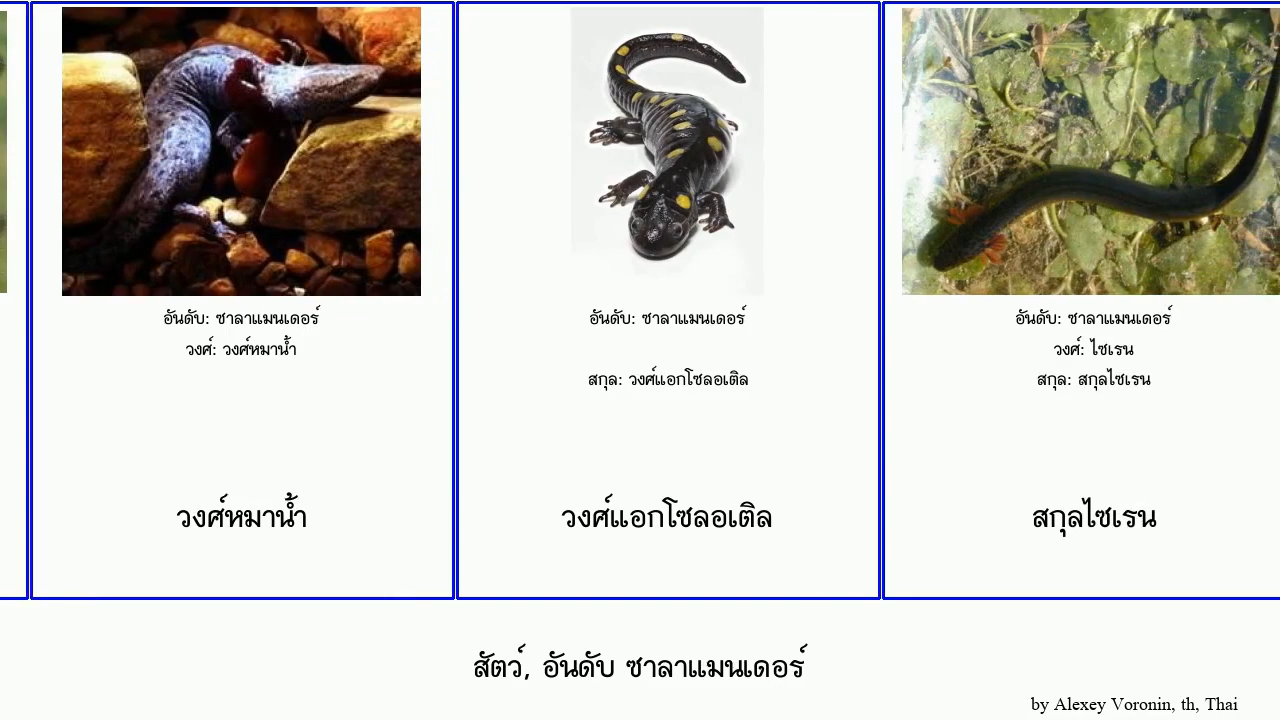 อันดับ: ซาลาแมนเดอร์
วงศ์: วงศ์หมาน้ำ
วงศ์หมาน้ำ
อันดับ: ซาลาแมนเดอร์
สกุล: วงศ์แอกโซลอเติล
วงศ์แอกโซลอเติล
อันดับ: ซาลาแมนเดอร์
วงศ์: ไซเรน
สกุล: สกุลไซเรน
สกุลไซเรน
สัตว์, อันดับ ซาลาแมนเดอร์
by Alexey Voronin, th, Thai